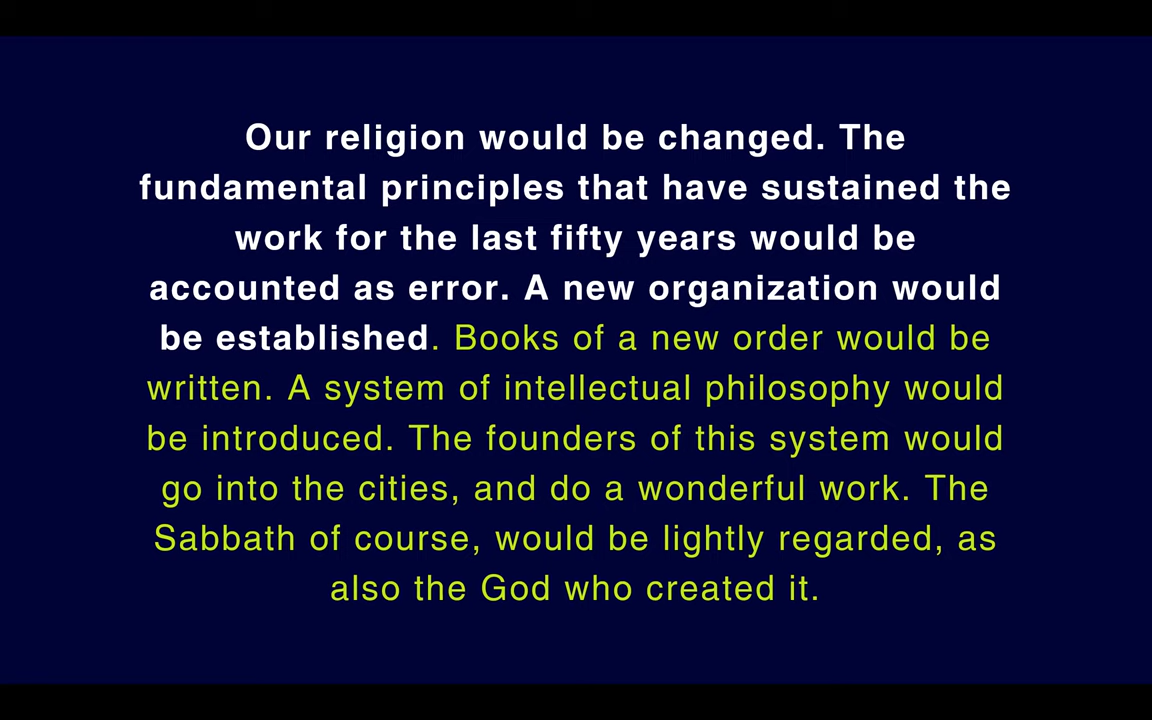 Our religion would be changed. The
fundamental principles that have sustained the
work for the last fifty years would be
accounted as error. A new organization would
be established. Books of a new order would be
written. A system of intellectual philosophy would
be introduced. The founders of this system would
go into the cities, and do a wonderful work. The
Sabbath of course, would be lightly regarded, as
also the God who created it.